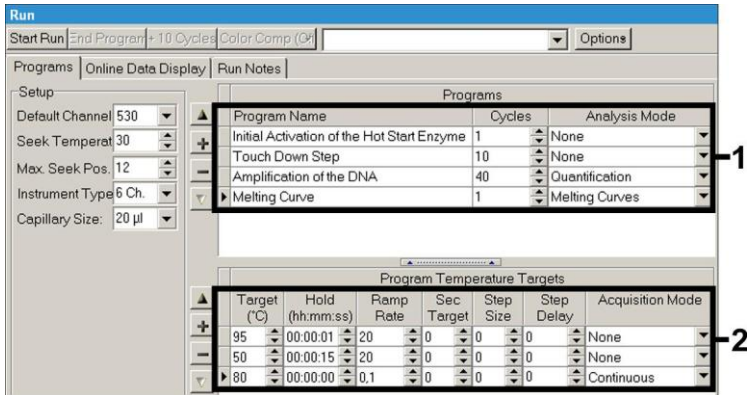 Run
Start Run End Program + 10 Cycles Color Comp (Off Options
Programs Online Data Display Run Notes
Setup
Default Channel 530
Seek Temperat 30
Max. Seek Pos. 12
Instrument Type 6 Ch.
Capillary Size: 20 µl
Programs
Program Name Cycles Analysis Mode
Initial Activation of the Hot Start Enzyme 1 None
Touch Down Step 10 None
Amplification of the DNA 40 Quantification
Melting Curve 1 Melting Curves
1
Program Temperature Targets
Target (°C) Hold (hh:mm:ss) Ramp Rate Sec Target Step Size Step Delay Acquisition Mode
95 00:00:01 20 0 0 0 None
50 00:00:15 20 0 0 0 None
80 00:00:00 0,1 0 0 0 Continuous
2